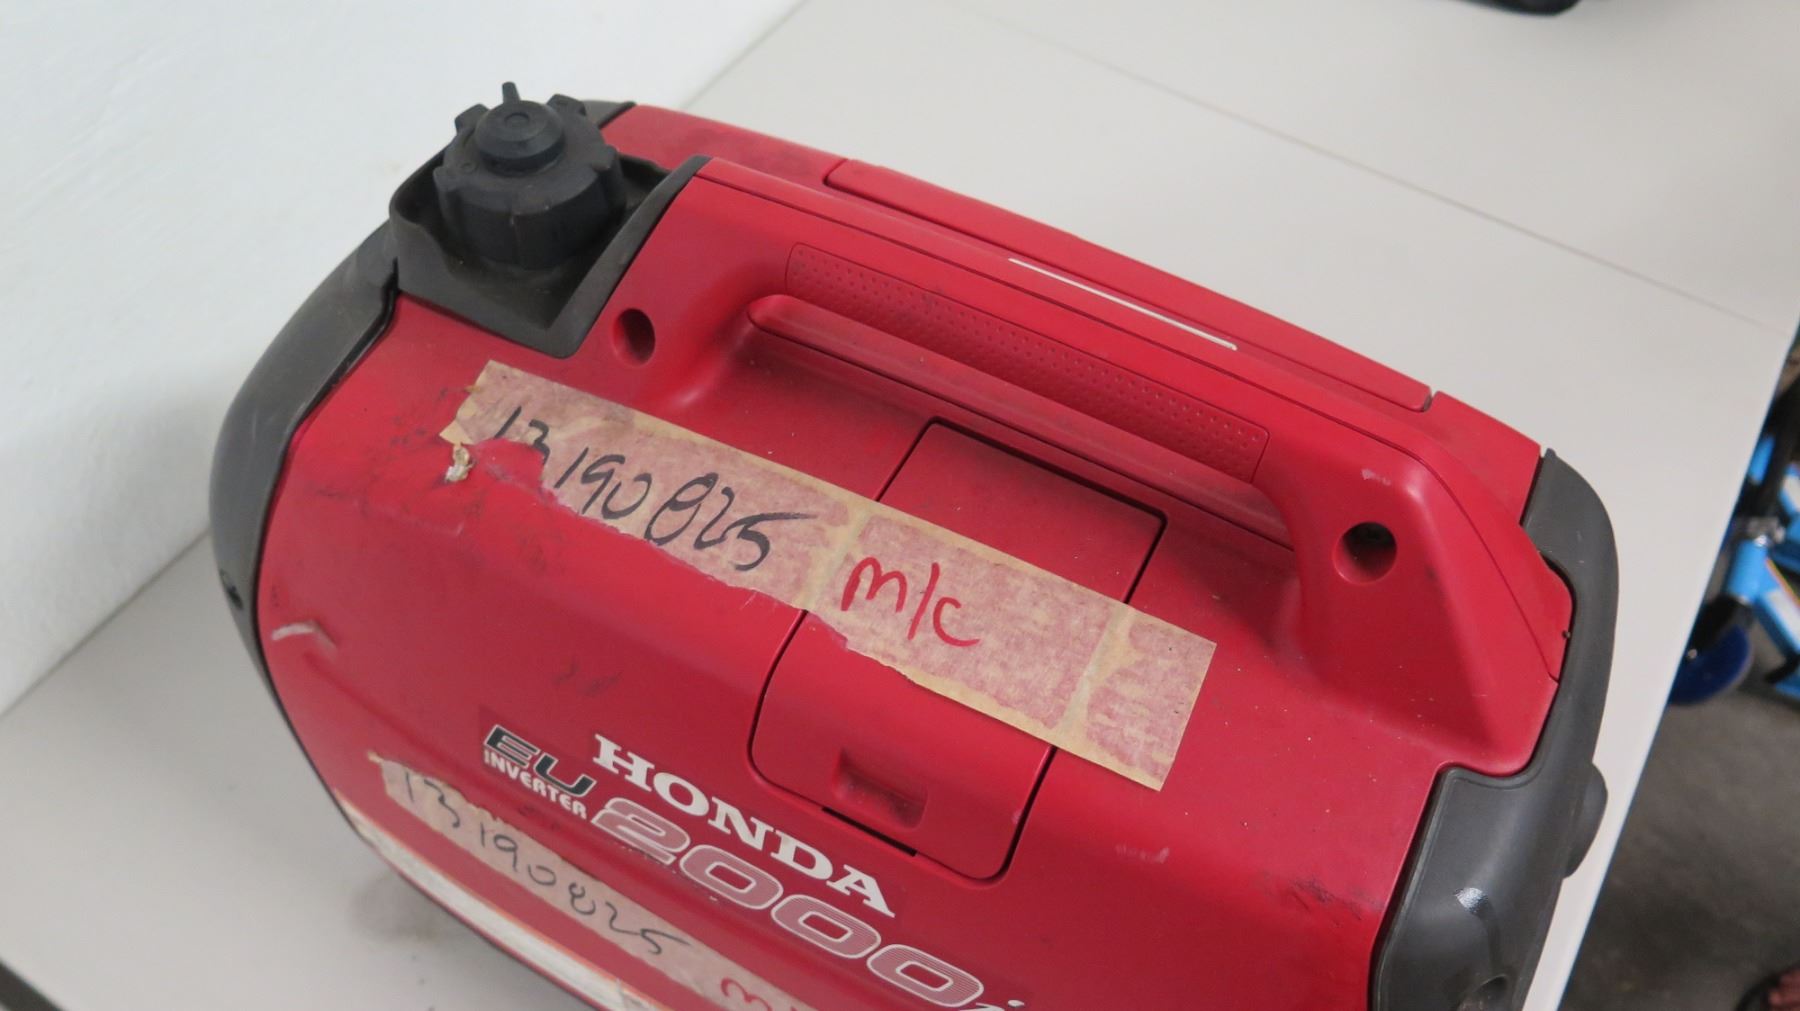 13190825 m/c
HONDA
EU
INVERTER
2000i
13190825 m